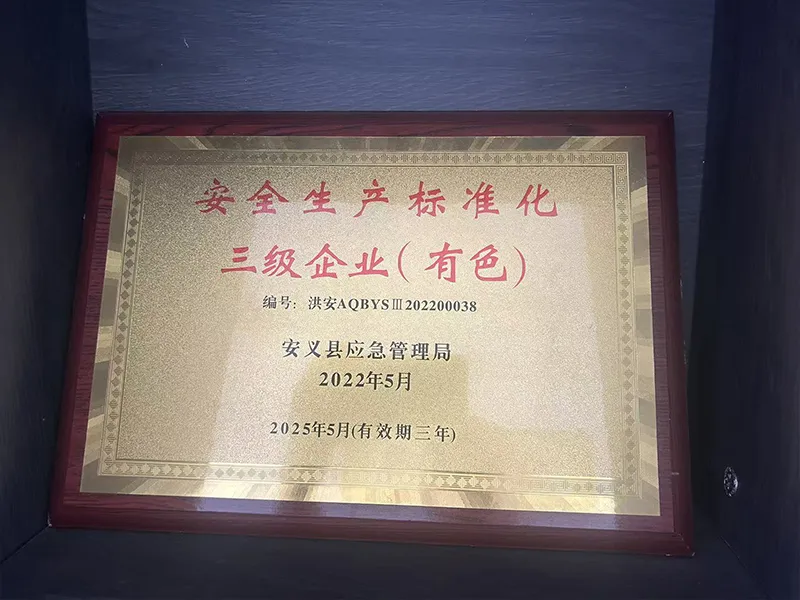 安全生产标准化
三级企业(有色)
编号：洪安AQBYSⅢ202200038
安义县应急管理局
2022年5月
2025年5月(有效期三年)